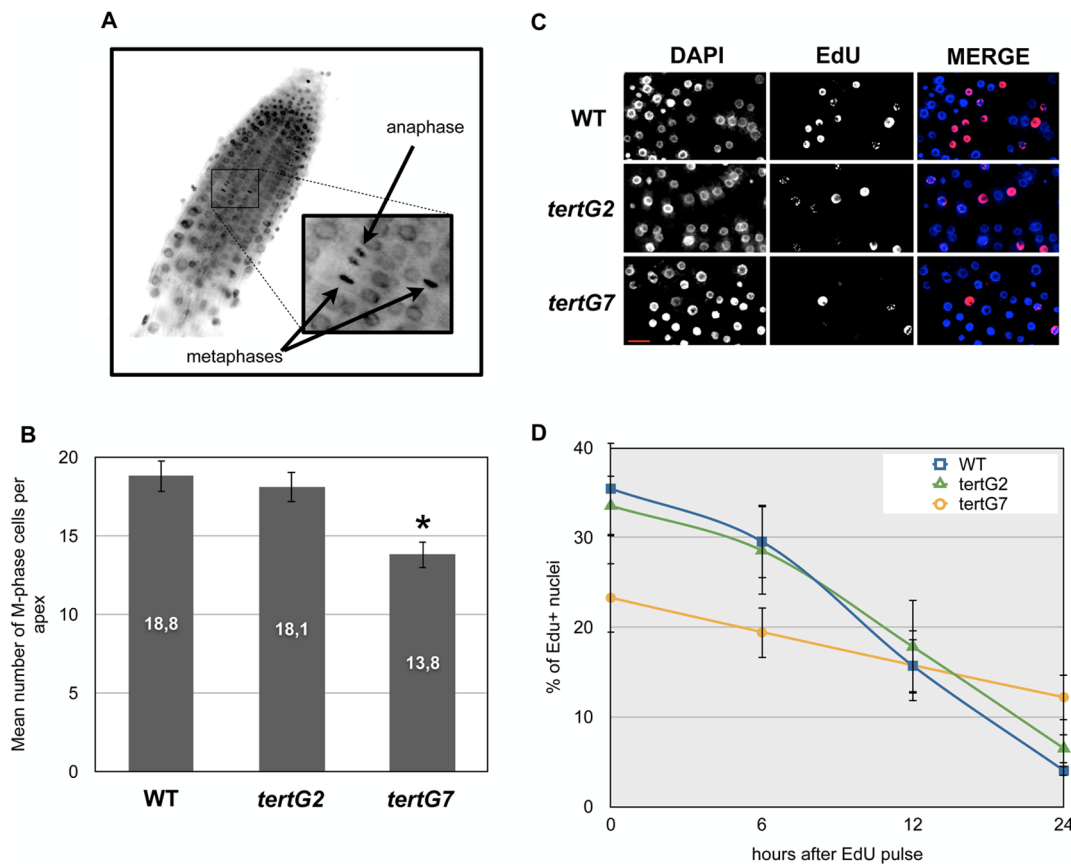 A
anaphase
metaphases
B
Mean number of M-phase cells per
apex
20
15
10
5
0
18,8
18,1
13,8
*
WT
tertG2
tertG7
C
DAPI
EdU
MERGE
WT
tertG2
tertG7
D
% of Edu+ nuclei
40
30
20
10
0
WT
tertG2
tertG7
0
6
12
24
hours after EdU pulse